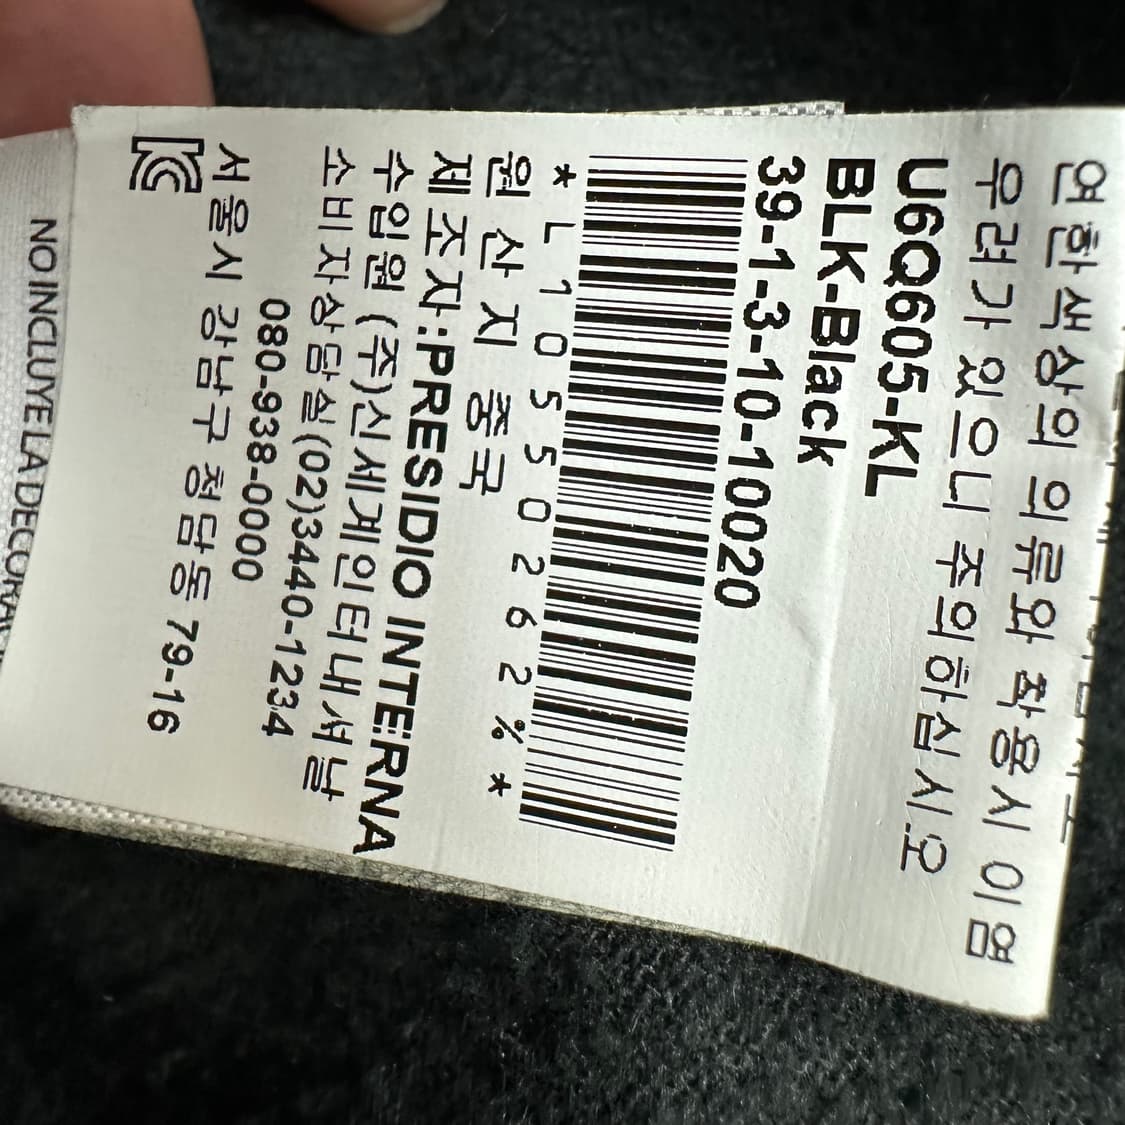 연한색상의 의류와 착용시 이염
우려가 있으니 주의하십시오
U6Q605-KL
BLK-Black
39-1-3-10-10020
*L10550262%*
원산지 중국
제조자:PRESIDIO INTERNA
수입원 (주)신세계인터내셔날
소비자상담실(02)3440-1234
080-938-0000
서울시 강남구 청담동 79-16
NO INCLUYE LA